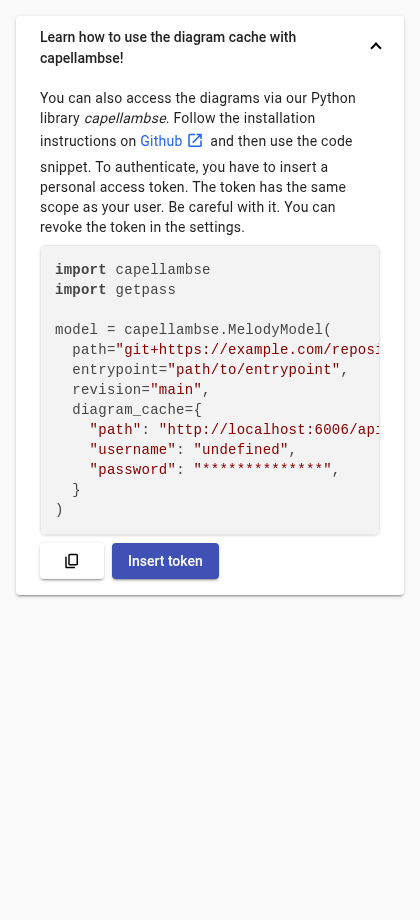 Learn how to use the diagram cache with
capellambse!
You can also access the diagrams via our Python
library capellambse. Follow the installation
instructions on Github and then use the code
snippet. To authenticate, you have to insert a
personal access token. The token has the same
scope as your user. Be careful with it. You can
revoke the token in the settings.
import capellambse
import getpass
model = capellambse.MelodyModel(
  path="git+https://example.com/reposi
  entrypoint="path/to/entrypoint",
  revision="main",
  diagram_cache={
    "path": "http://localhost:6006/api
    "username": "undefined",
    "password": "**************",
  }
)
Insert token